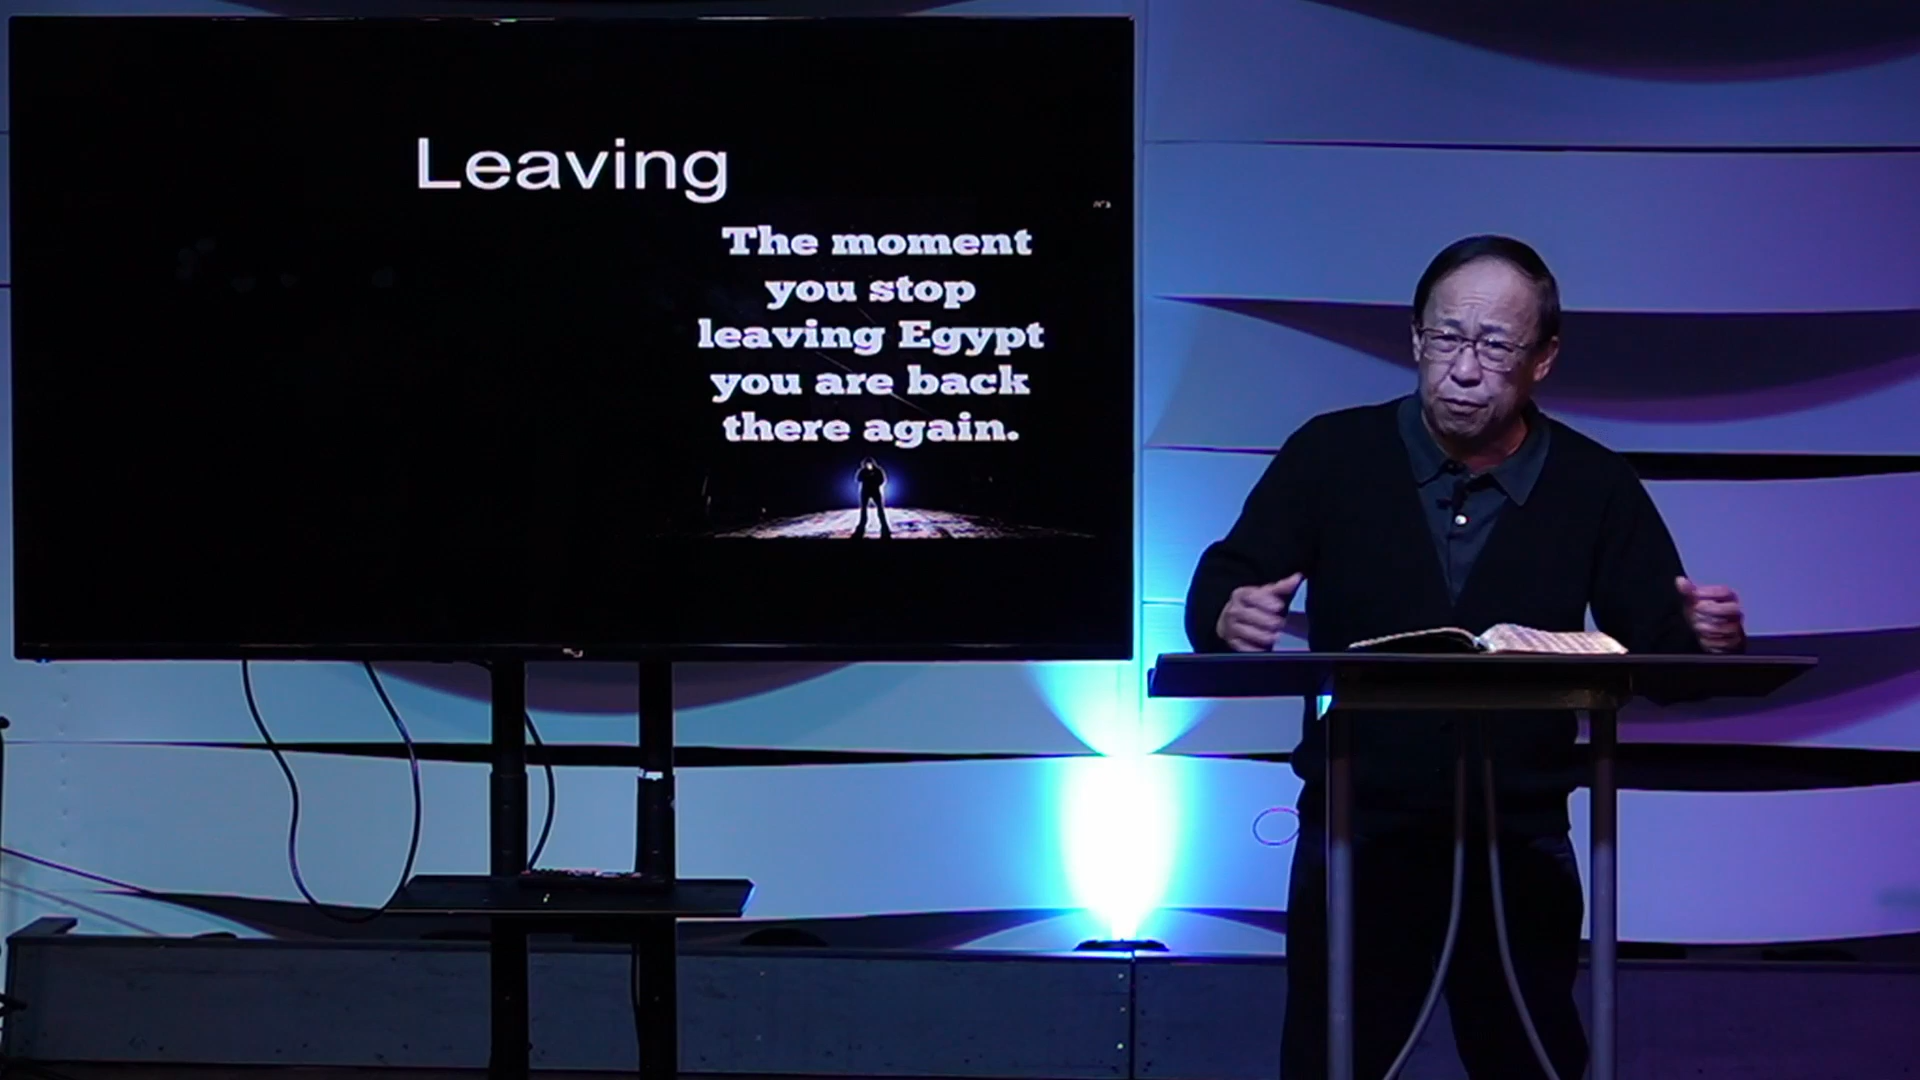 Leaving
The moment
you stop
leaving Egypt
you are back
there again.